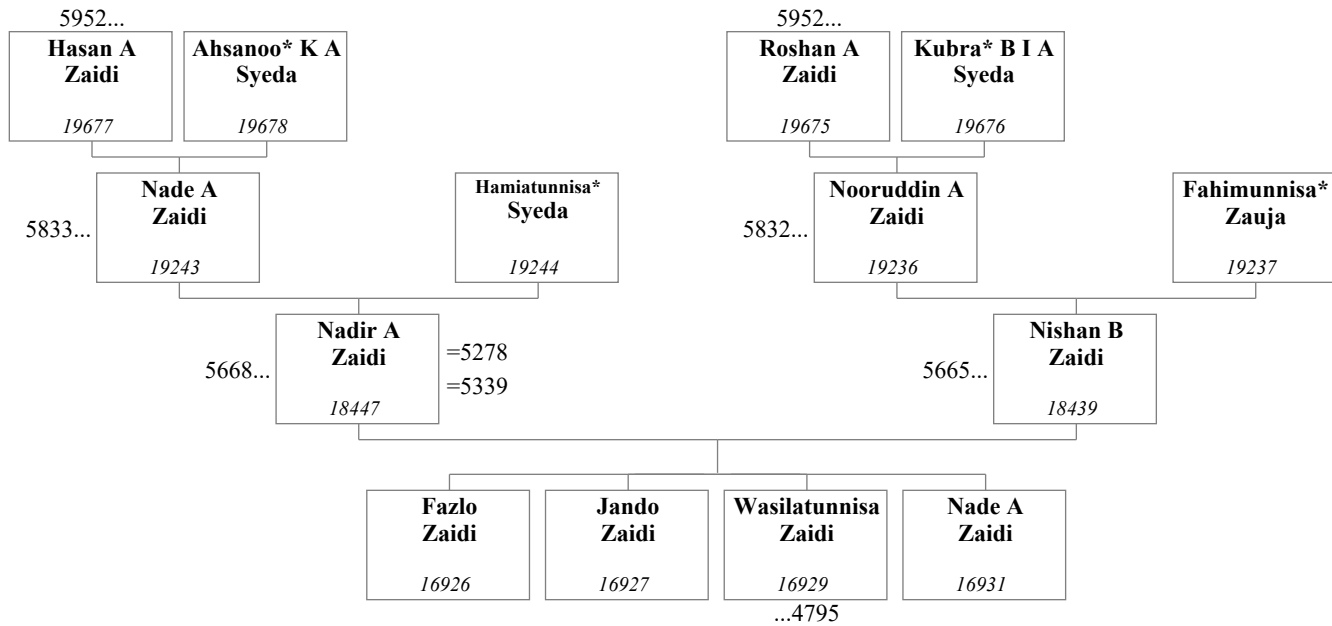 5952...
5952...
Hasan A
Zaidi
19677
Ahsanoo* K A
Syeda
19678
Roshan A
Zaidi
19675
Kubra* B I A
Syeda
19676
5833...
Nade A
Zaidi
19243
Hamiatunnisa*
Syeda
19244
5832...
Nooruddin A
Zaidi
19236
Fahimunnisa*
Zauja
19237
5668...
Nadir A
Zaidi
18447
=5278
=5339
5665...
Nishan B
Zaidi
18439
Fazlo
Zaidi
16926
Jando
Zaidi
16927
Wasilatunnisa
Zaidi
16929
Nade A
Zaidi
16931
...4795